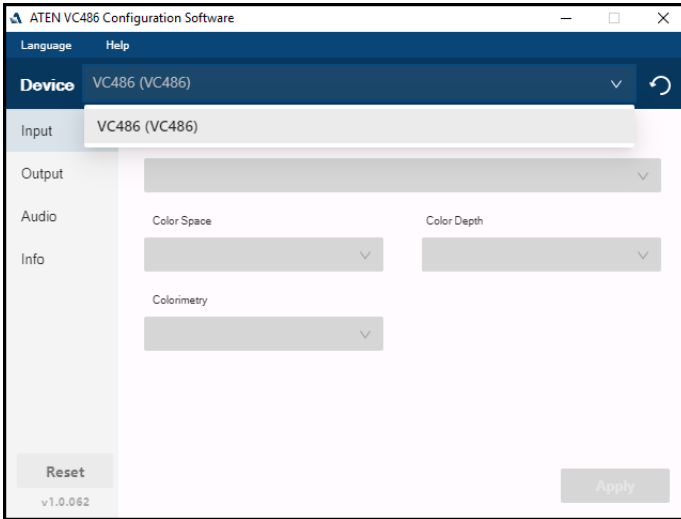 ATEN VC486 Configuration Software
Language Help
Device VC486 (VC486)
VC486 (VC486)
Input
Output
Audio
Info
Color Space Color Depth
Colorimetry
Reset
v1.0.062
Apply